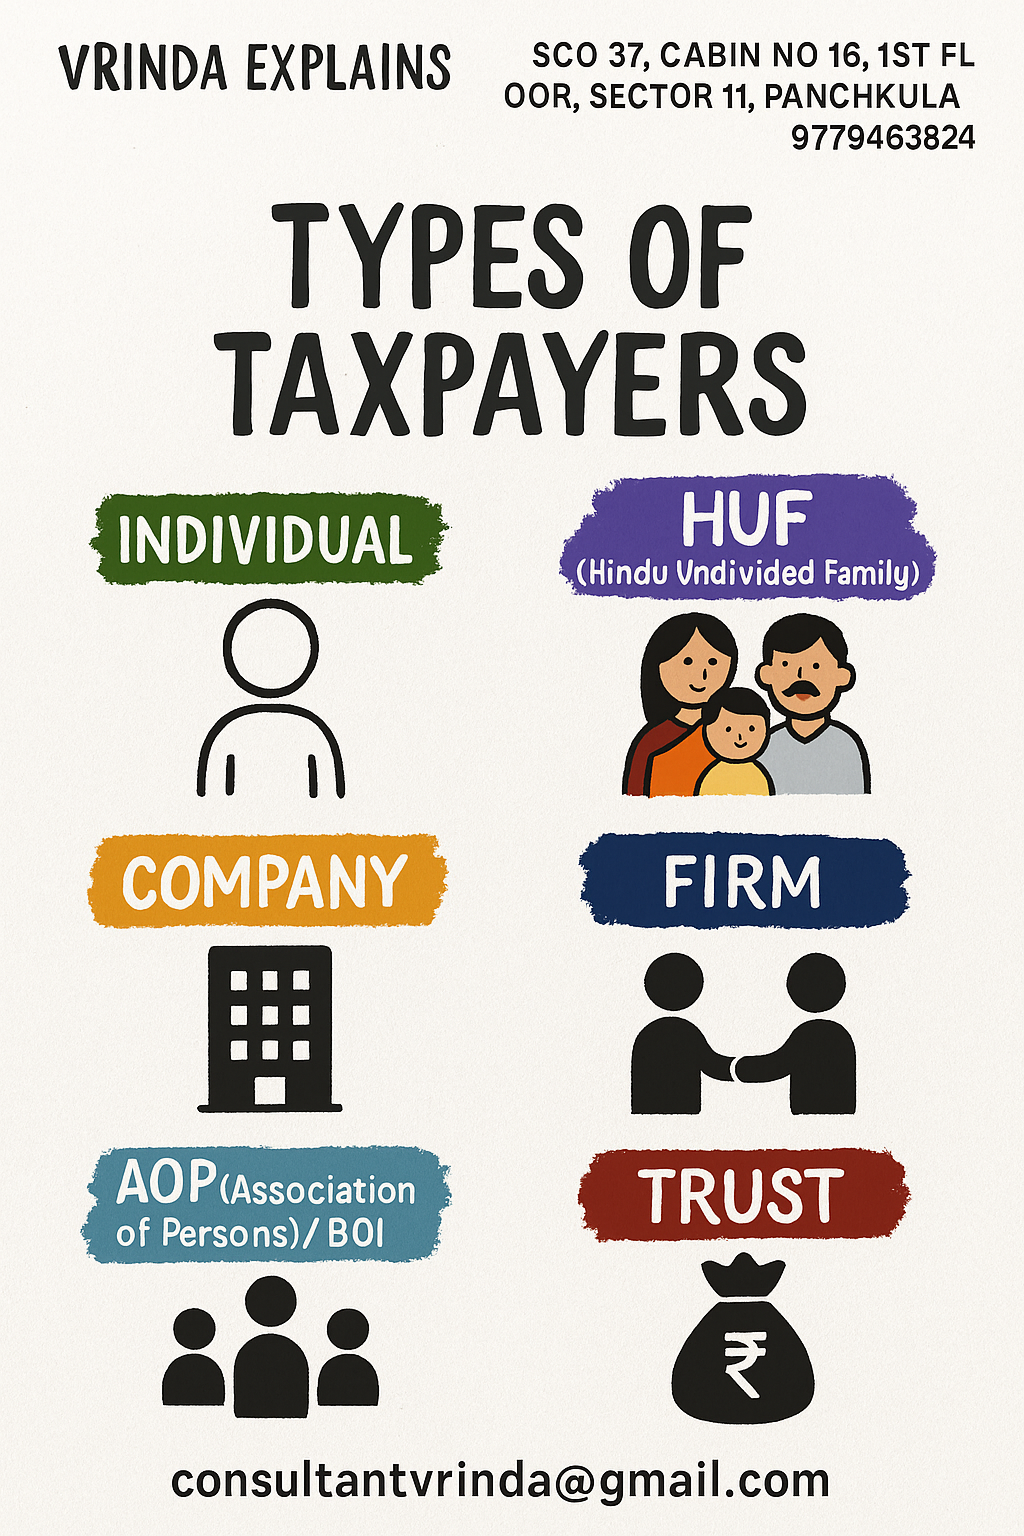 VRINDA EXPLAINS
SCO 37, CABIN NO 16, 1ST FL
OOR, SECTOR 11, PANCHKULA
9779463824
TYPES OF
TAXPAYERS
INDIVIDUAL
HUF
(Hindu Vndivided Family)
COMPANY
FIRM
AOP(Association
of Persons)/ BOI
TRUST
₹
consultantvrinda@gmail.com